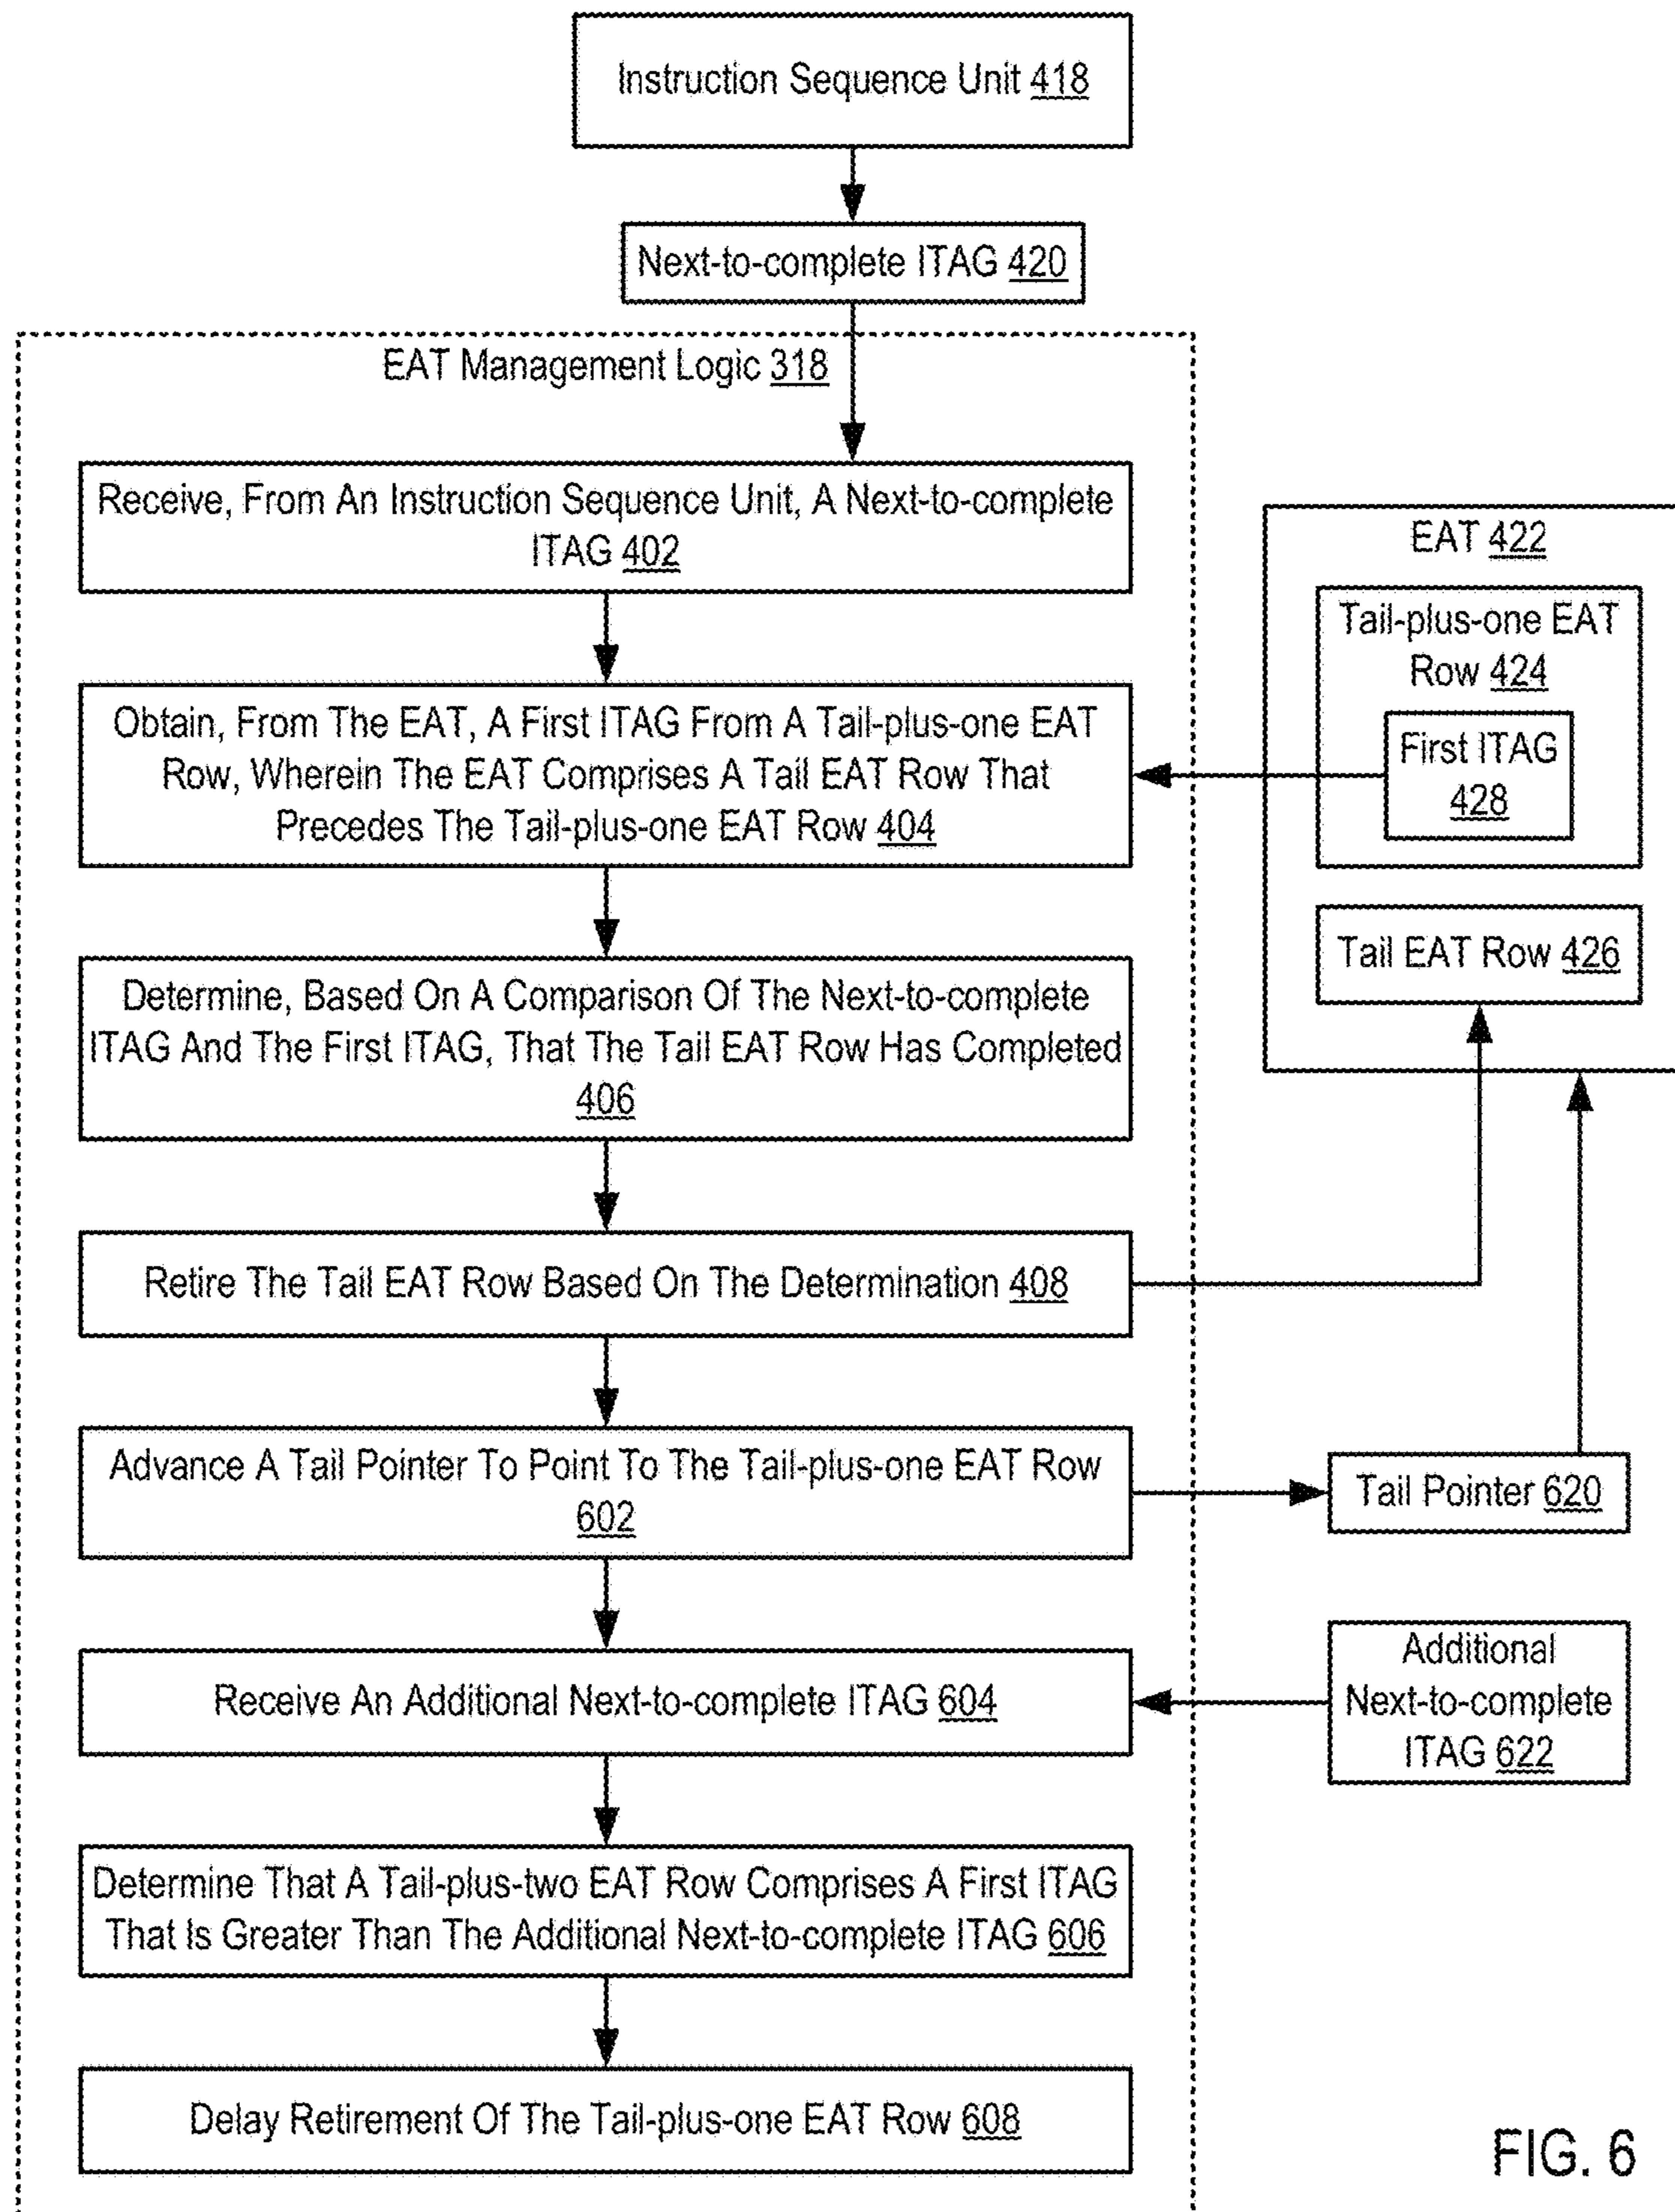 Instruction Sequence Unit 418
Next-to-complete ITAG 420
EAT Management Logic 318
Receive, From An Instruction Sequence Unit, A Next-to-complete
ITAG 402
Obtain, From The EAT, A First ITAG From A Tail-plus-one EAT
Row, Wherein The EAT Comprises A Tail EAT Row That
Precedes The Tail-plus-one EAT Row 404
Determine, Based On A Comparison Of The Next-to-complete
ITAG And The First ITAG, That The Tail EAT Row Has Completed
406
Retire The Tail EAT Row Based On The Determination 408
Advance A Tail Pointer To Point To The Tail-plus-one EAT Row
602
Receive An Additional Next-to-complete ITAG 604
Determine That A Tail-plus-two EAT Row Comprises A First ITAG
That Is Greater Than The Additional Next-to-complete ITAG 606
Delay Retirement Of The Tail-plus-one EAT Row 608
EAT 422
Tail-plus-one EAT
Row 424
First ITAG
428
Tail EAT Row 426
Tail Pointer 620
Additional
Next-to-complete
ITAG 622
FIG. 6